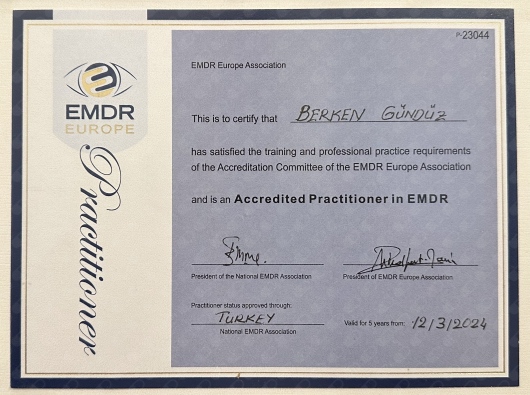 P-23044
EMDR
EUROPE
Practitioner
EMDR Europe Association
This is to certify that BERKEN GÜNDÜZ
has satisfied the training and professional practice requirements
of the Accreditation Committee of the EMDR Europe Association
and is an Accredited Practitioner in EMDR
President of the National EMDR Association
President of EMDR Europe Association
Practitioner status approved through:
TURKEY
National EMDR Association
Valid for 5 years from: 12/3/2024